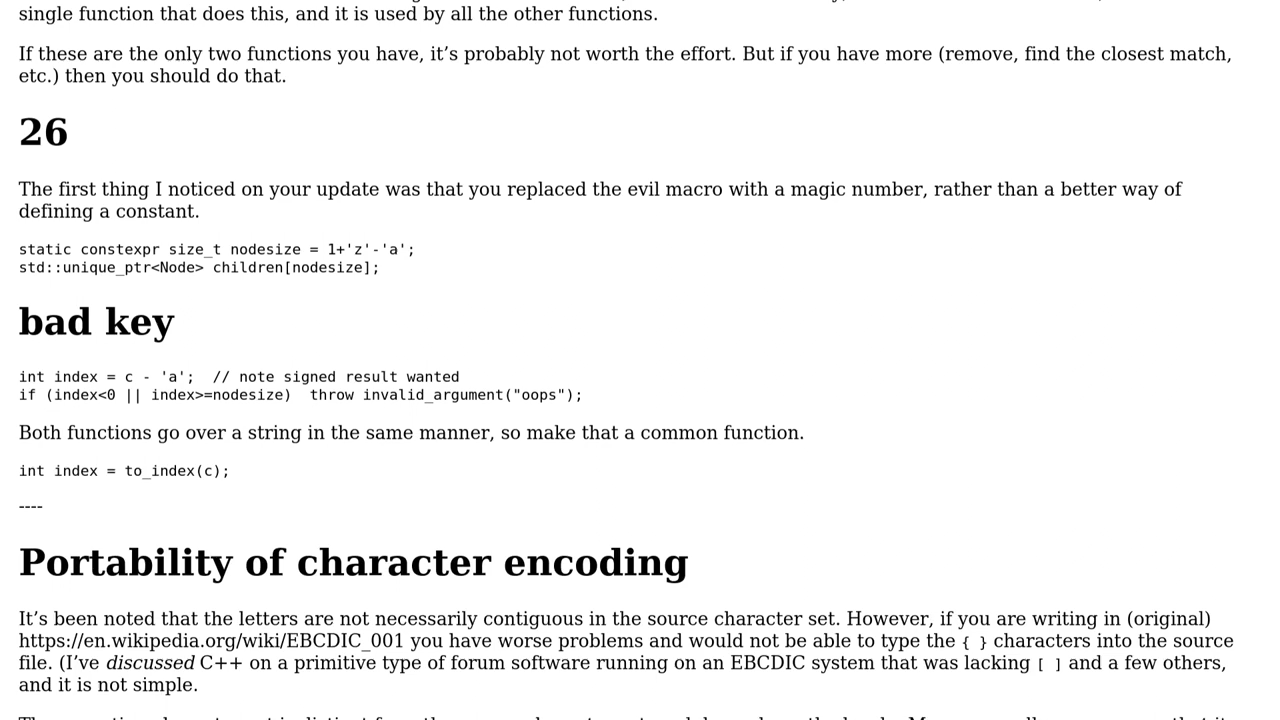 single function that does this, and it is used by all the other functions.
If these are the only two functions you have, it’s probably not worth the effort. But if you have more (remove, find the closest match,
etc.) then you should do that.
26
The first thing I noticed on your update was that you replaced the evil macro with a magic number, rather than a better way of
defining a constant.
static constexpr size_t nodesize = 1+'z'-'a';
std::unique_ptr<Node> children[nodesize];
bad key
int index = c - 'a';  // note signed result wanted
if (index<0 || index>=nodesize)  throw invalid_argument("oops");
Both functions go over a string in the same manner, so make that a common function.
int index = to_index(c);
----
Portability of character encoding
It’s been noted that the letters are not necessarily contiguous in the source character set. However, if you are writing in (original)
https://en.wikipedia.org/wiki/EBCDIC_001 you have worse problems and would not be able to type the { } characters into the source
file. (I’ve discussed C++ on a primitive type of forum software running on an EBCDIC system that was lacking [ ] and a few others,
and it is not simple.